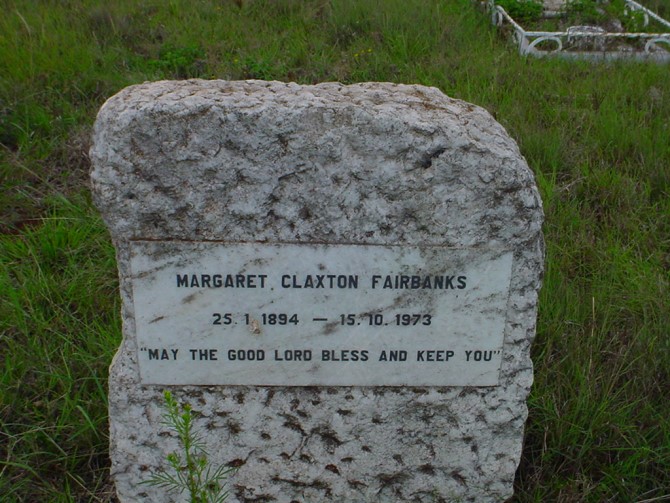 MARGARET CLAXTON FAIRBANKS
25. 1. 1894 — 15. 10. 1973
"MAY THE GOOD LORD BLESS AND KEEP YOU"